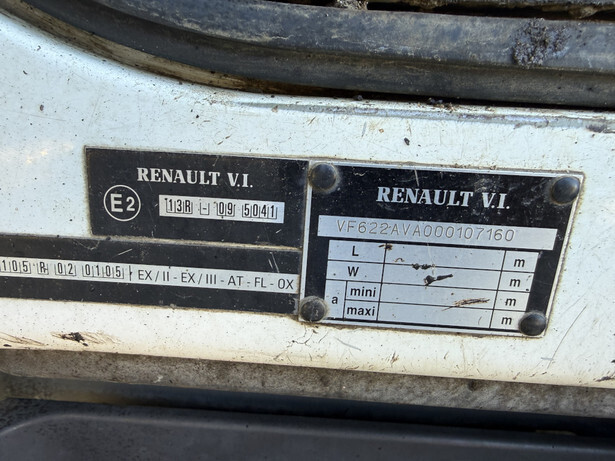 RENAULT V.I.
E2
13R - 09 5041
105 R 02 0105 - EX/II - EX/III - AT - FL - OX
RENAULT V.I.
VF622AVA000107160
L m
W m
a mini m
maxi m